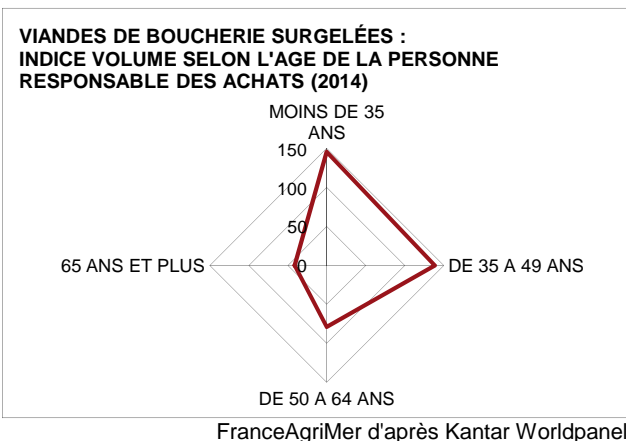 VIANDES DE BOUCHERIE SURGELÉES :
INDICE VOLUME SELON L'AGE DE LA PERSONNE
RESPONSABLE DES ACHATS (2014)
MOINS DE 35
ANS
150
100
50
0
65 ANS ET PLUS
DE 35 A 49 ANS
DE 50 A 64 ANS
FranceAgriMer d'après Kantar Worldpanel